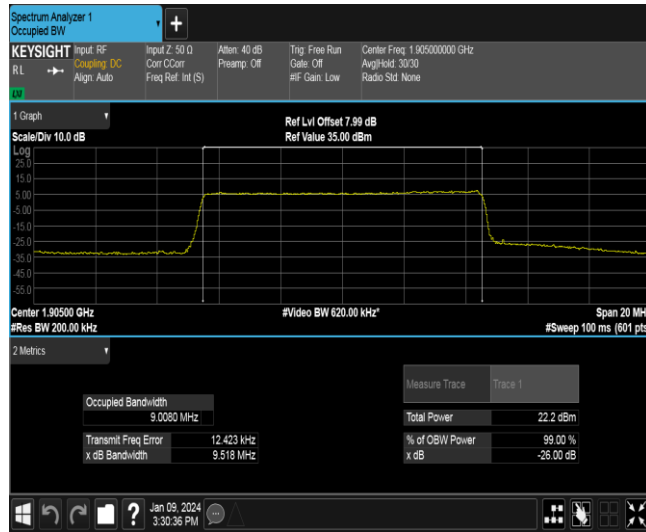 Spectrum Analyzer 1
Occupied BW
+
KEYSIGHT Input: RF Input Z: 50 Ω Atten: 40 dB Trig: Free Run Center Freq: 1.905000000 GHz
RL Coupling: DC Corr CCorr Preamp: Off Gate: Off Avg|Hold: 30/30
Align: Auto Freq Ref: Int (S) #IF Gain: Low Radio Std: None
LXI
1 Graph
Ref Lvl Offset 7.99 dB
Scale/Div 10.0 dB Ref Value 35.00 dBm
Log
25.0
15.0
5.00
-5.00
-15.0
-25.0
-35.0
-45.0
-55.0
Center 1.90500 GHz #Video BW 620.00 kHz* Span 20 MH
#Res BW 200.00 kHz #Sweep 100 ms (601 pts
2 Metrics
Measure Trace Trace 1
Occupied Bandwidth
9.0080 MHz
Total Power 22.2 dBm
Transmit Freq Error 12.423 kHz % of OBW Power 99.00 %
x dB Bandwidth 9.518 MHz x dB -26.00 dB
?
Jan 09, 2024
3:30:36 PM